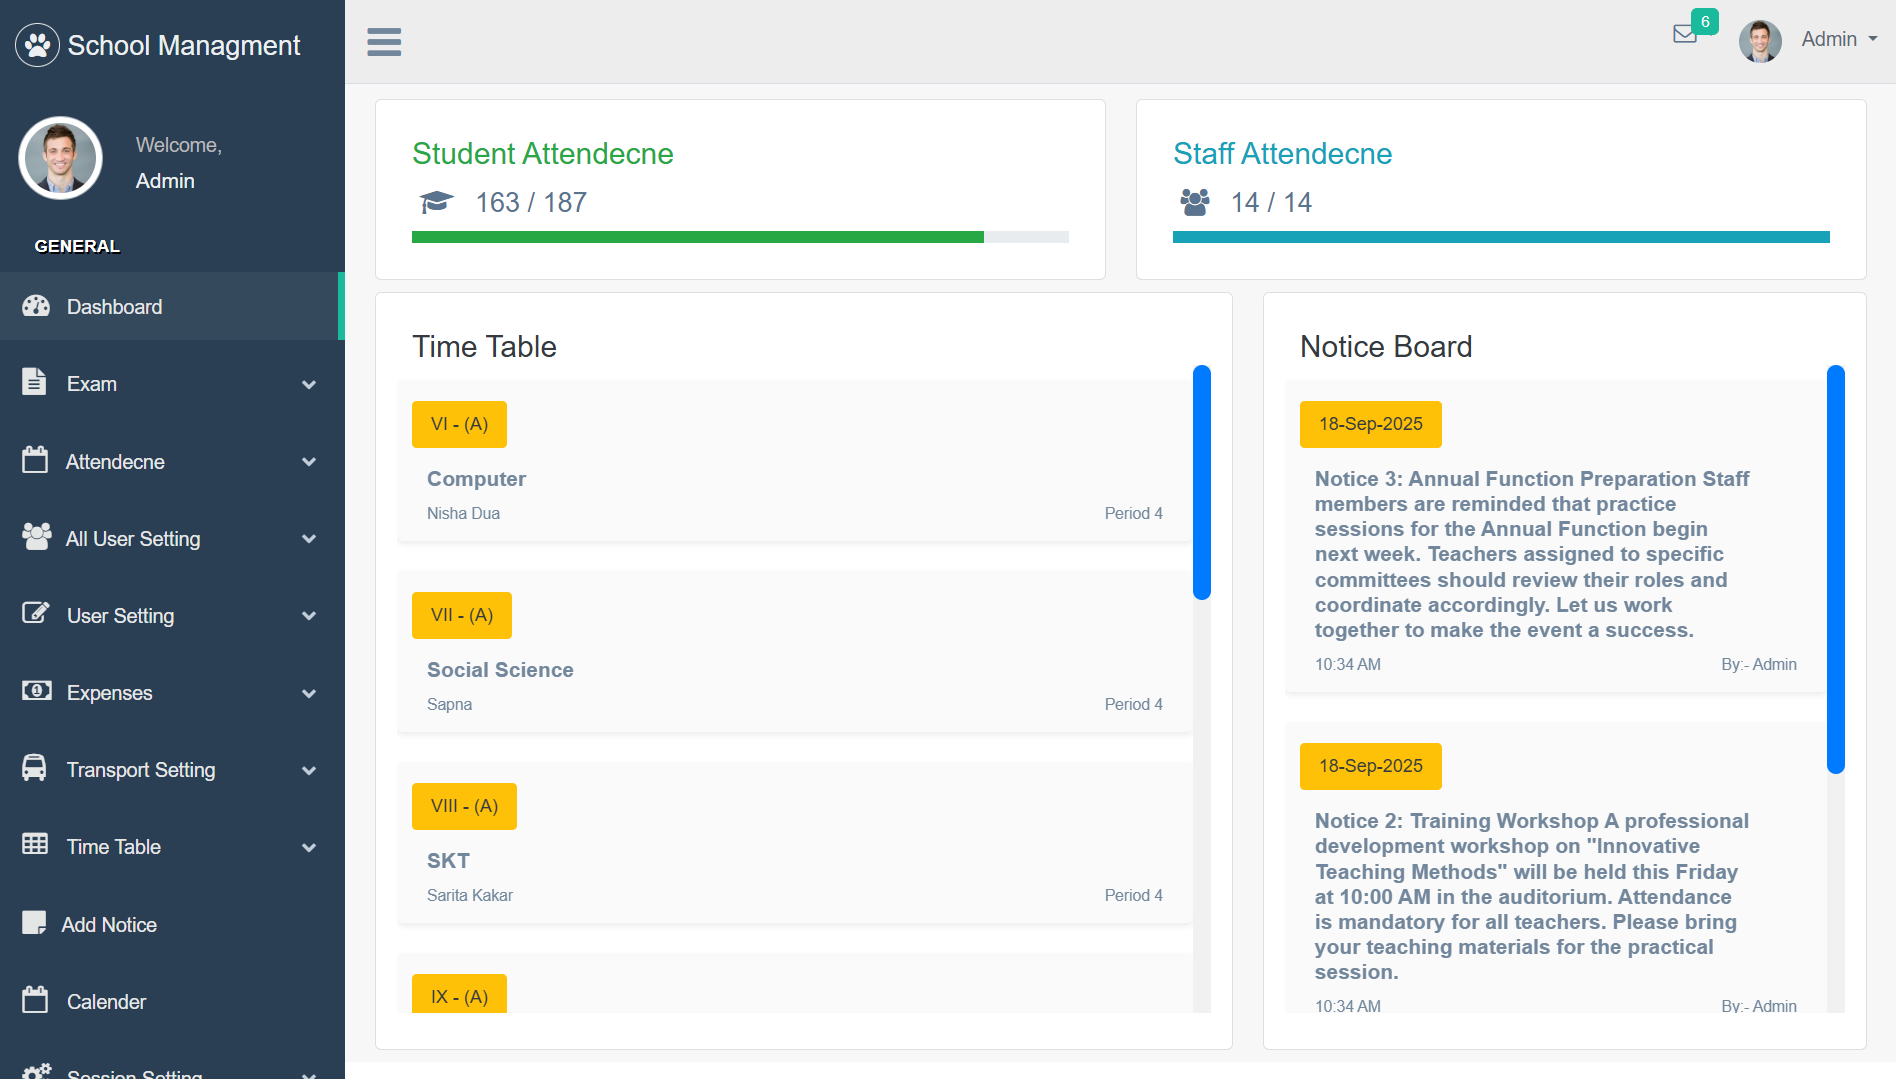 School Managment
Welcome,
Admin
GENERAL
Dashboard
Exam
Attendecne
All User Setting
User Setting
Expenses
Transport Setting
Time Table
Add Notice
Calender
Session Setting
6
Admin
Student Attendecne
163 / 187
Staff Attendecne
14 / 14
Time Table
VI - (A)
Computer
Nisha Dua
Period 4
VII - (A)
Social Science
Sapna
Period 4
VIII - (A)
SKT
Sarita Kakar
Period 4
IX - (A)
Notice Board
18-Sep-2025
Notice 3: Annual Function Preparation Staff
members are reminded that practice
sessions for the Annual Function begin
next week. Teachers assigned to specific
committees should review their roles and
coordinate accordingly. Let us work
together to make the event a success.
10:34 AM
By:- Admin
18-Sep-2025
Notice 2: Training Workshop A professional
development workshop on "Innovative
Teaching Methods" will be held this Friday
at 10:00 AM in the auditorium. Attendance
is mandatory for all teachers. Please bring
your teaching materials for the practical
session.
10:34 AM
By:- Admin